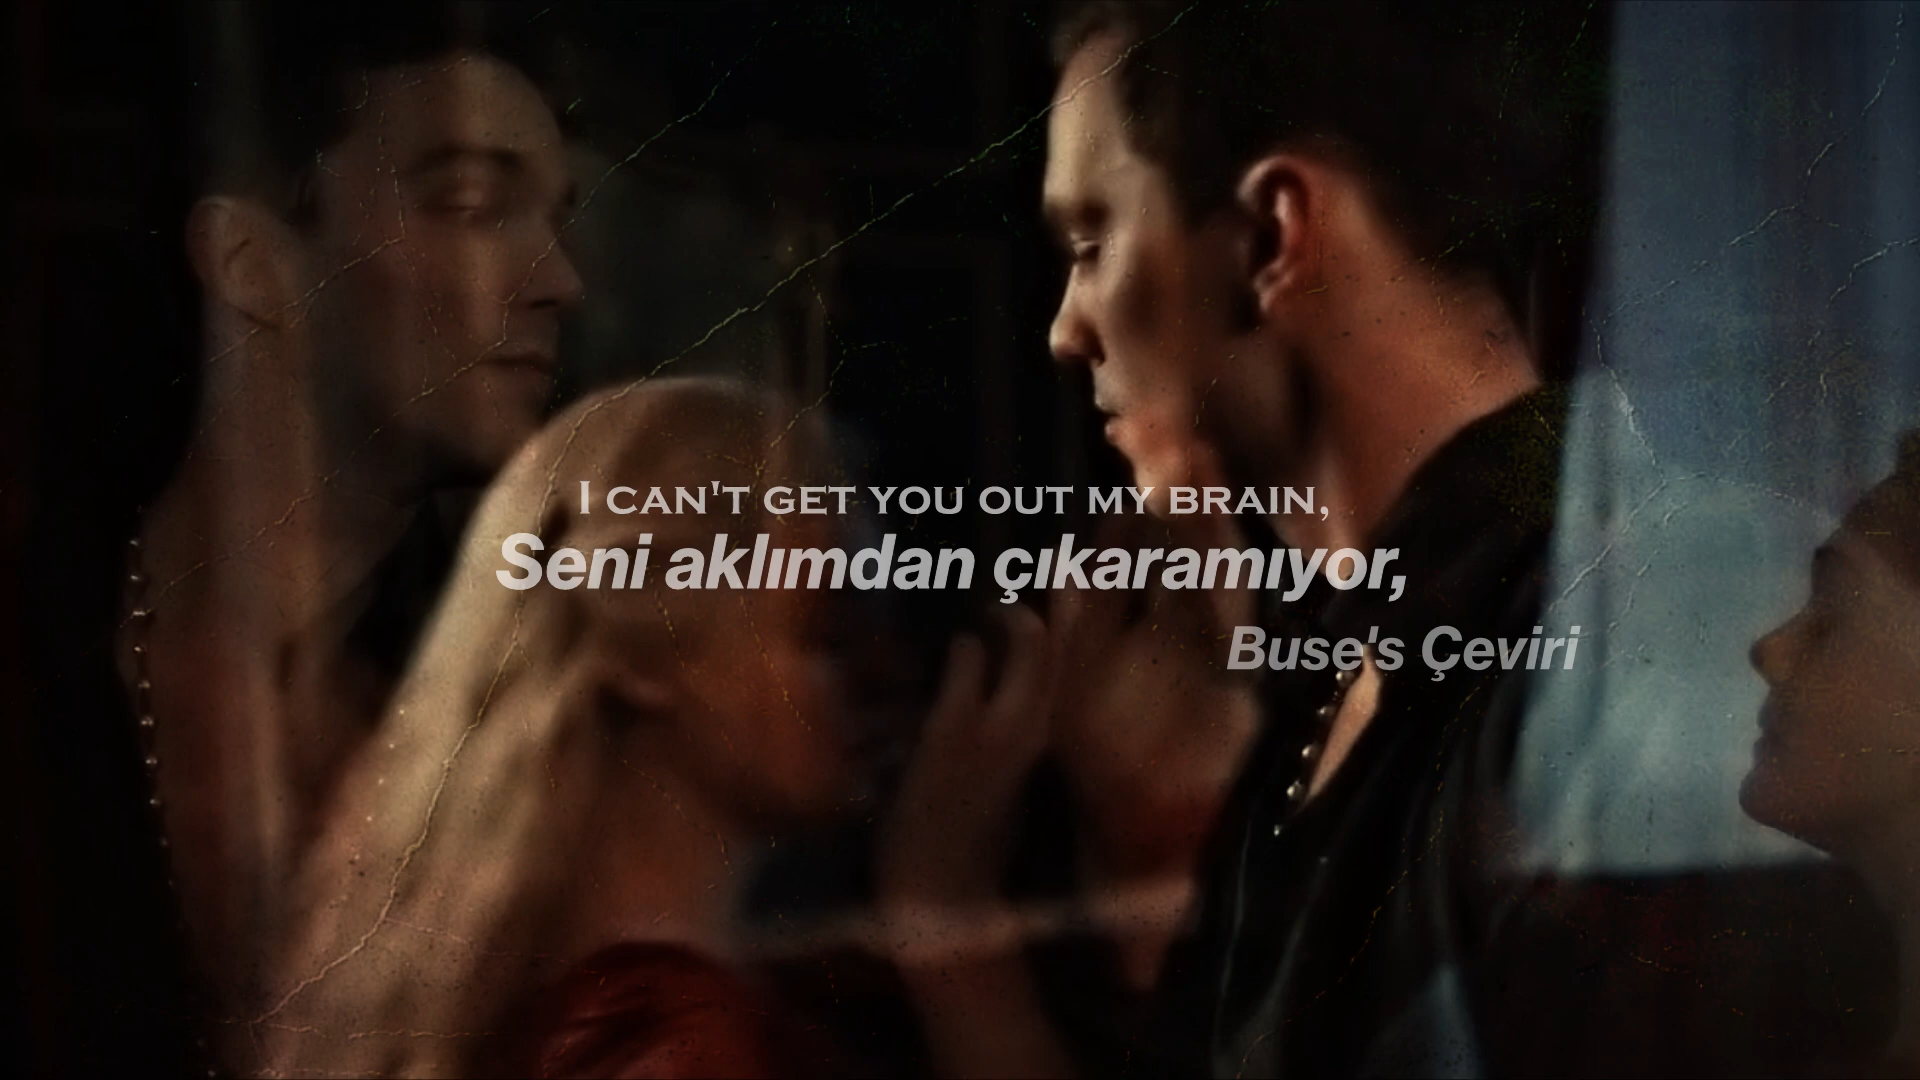 I CAN'T GET YOU OUT MY BRAIN,
Seni aklımdan çıkaramıyor,
Buse's Çeviri